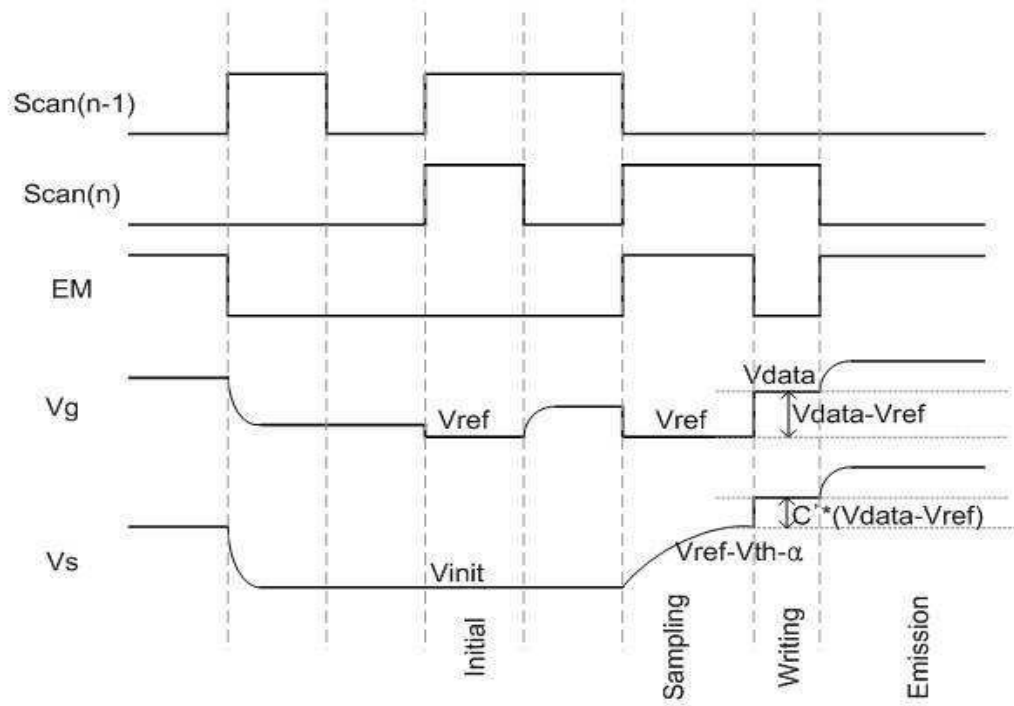 Scan(n-1)
Scan(n)
EM
Vg
Vref
Vref
Vdata
Vdata-Vref
Vs
Vinit
Vref-Vth-α
C'*(Vdata-Vref)
Initial
Sampling
Writing
Emission